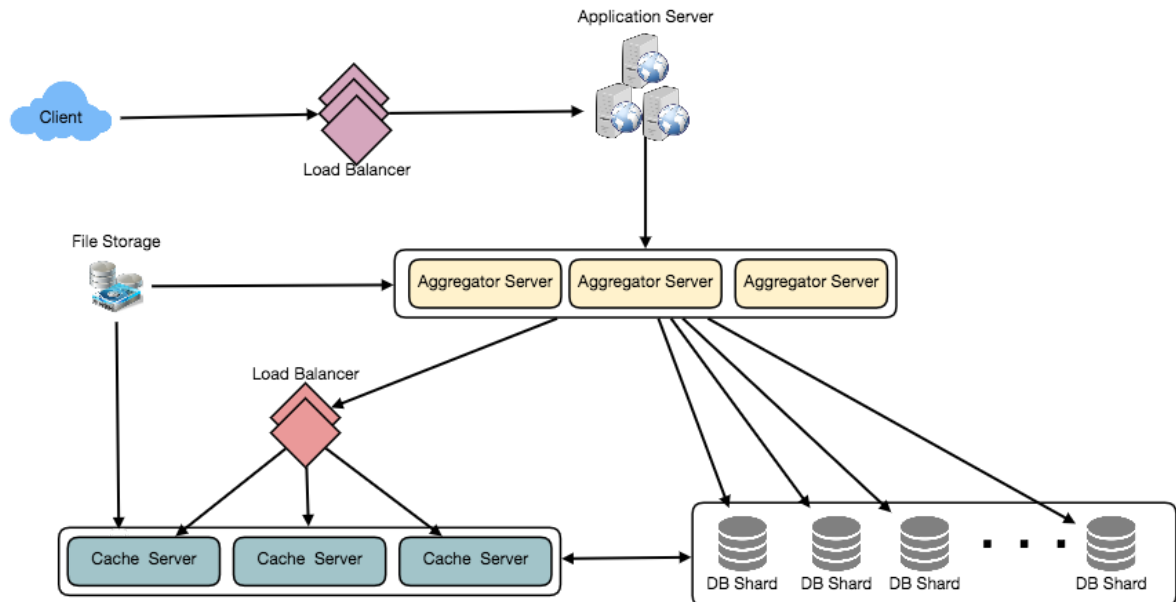 Application Server
Client
Load Balancer
File Storage
Aggregator Server
Aggregator Server
Aggregator Server
Load Balancer
Cache Server
Cache Server
Cache Server
DB Shard
DB Shard
DB Shard
DB Shard